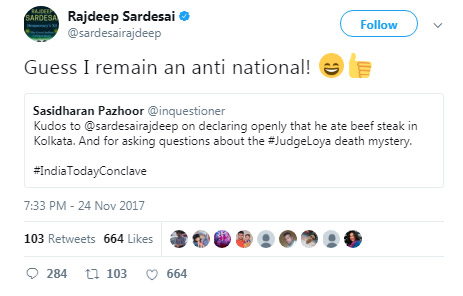 RAJDEEP
SARDESAI
Rajdeep Sardesai
@sardesairajdeep
Follow
Guess I remain an anti national!
Sasidharan Pazhoor @inquestioner
Kudos to @sardesairajdeep on declaring openly that he ate beef steak in
Kolkata. And for asking questions about the #JudgeLoya death mystery.
#IndiaTodayConclave
7:33 PM - 24 Nov 2017
103 Retweets 664 Likes
284 103 664